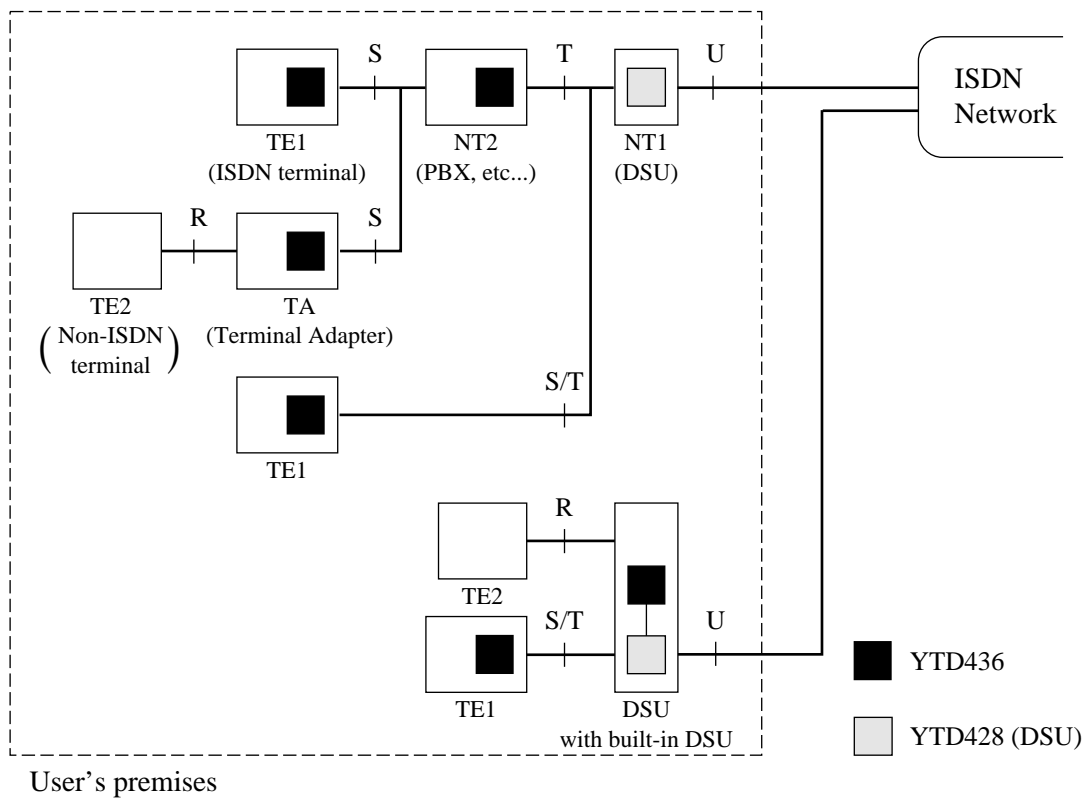 S
T
U
ISDN
Network
TE1
(ISDN terminal)
NT2
(PBX, etc...)
NT1
(DSU)
R
S
TE2
(Non-ISDN
terminal)
TA
(Terminal Adapter)
S/T
TE1
R
TE2
S/T
U
TE1
DSU
with built-in DSU
YTD436
YTD428 (DSU)
User's premises